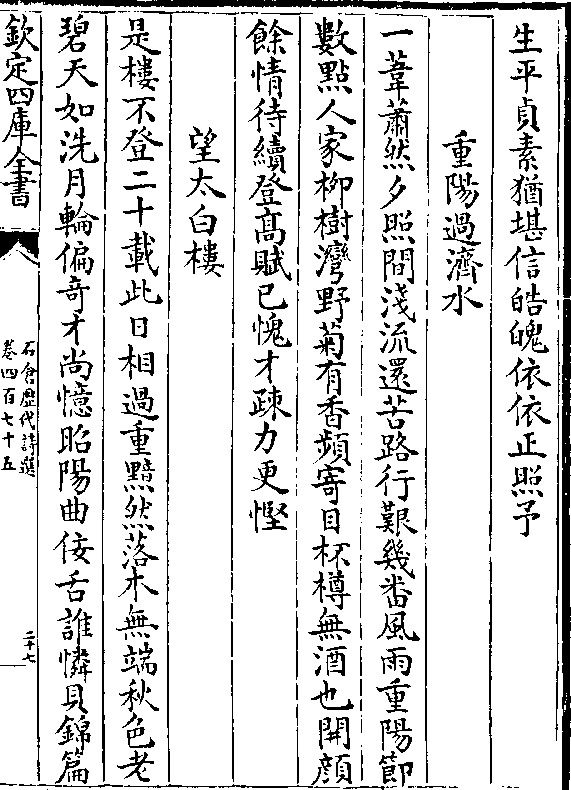 生平貞素猶堪信皓魄依依正照予
重陽過濟水
一葦蕭然夕照間淺流還苦路行艱幾畨風雨重陽節
數點人家柳樹灣野菊有香頻寄目杯樽無酒也開顔
餘情待續登髙賦已愧才疎力更慳
望太白樓
是樓不登二十載此日相過重黯然落木無端秋色老
碧天如洗月輪偏竒才尚憶昭陽曲佞舌誰憐貝錦篇
欽定四庫全書
石倉歴代詩選
卷四百七十五
二十七